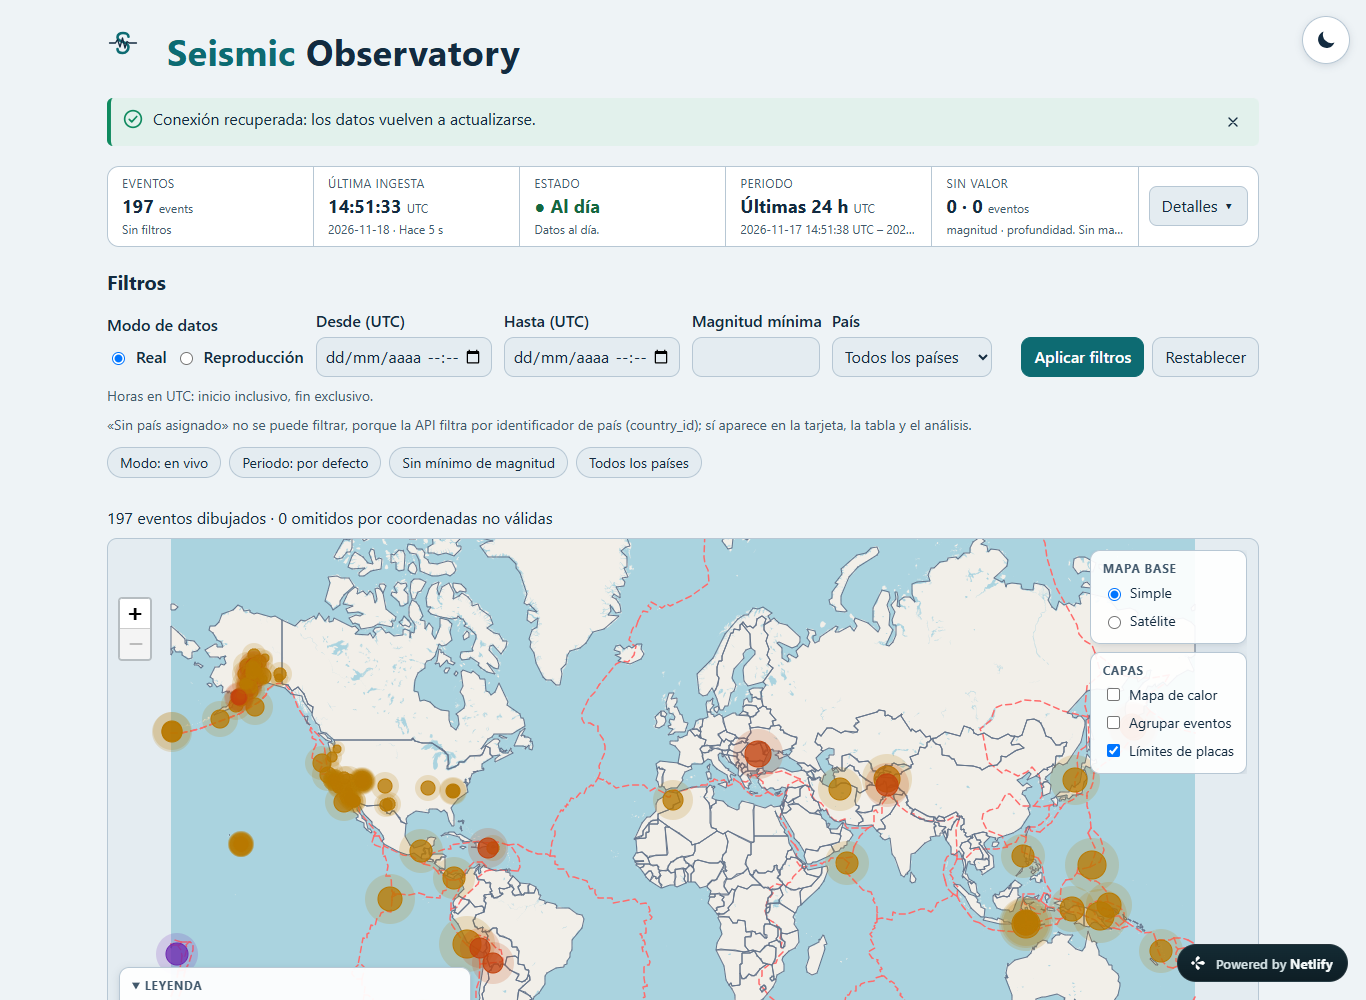 Seismic Observatory
Conexión recuperada: los datos vuelven a actualizarse.
EVENTOS
197 events
Sin filtros
ÚLTIMA INGESTA
14:51:33 UTC
2026-11-18 · Hace 5 s
ESTADO
● Al día
Datos al día.
PERIODO
Últimas 24 h UTC
2026-11-17 14:51:38 UTC – 202...
SIN VALOR
0 · 0 eventos
magnitud · profundidad. Sin ma...
Detalles ▼
Filtros
Modo de datos
Real
Reproducción
Desde (UTC)
dd/mm/aaaa --:--
Hasta (UTC)
dd/mm/aaaa --:--
Magnitud mínima
País
Todos los países
Aplicar filtros
Restablecer
Horas en UTC: inicio inclusivo, fin exclusivo.
«Sin país asignado» no se puede filtrar, porque la API filtra por identificador de país (country_id); sí aparece en la tarjeta, la tabla y el análisis.
Modo: en vivo
Periodo: por defecto
Sin mínimo de magnitud
Todos los países
197 eventos dibujados · 0 omitidos por coordenadas no válidas
+
−
MAPA BASE
Simple
Satélite
CAPAS
Mapa de calor
Agrupar eventos
Límites de placas
▼ LEYENDA
Powered by Netlify